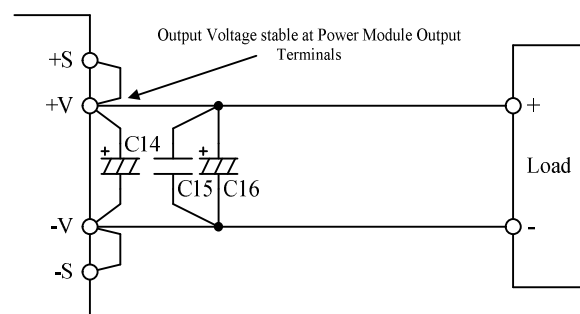 Output Voltage stable at Power Module Output
Terminals
+S
+V
+
C14
+
C15
C16
+
Load
-V
-
-S